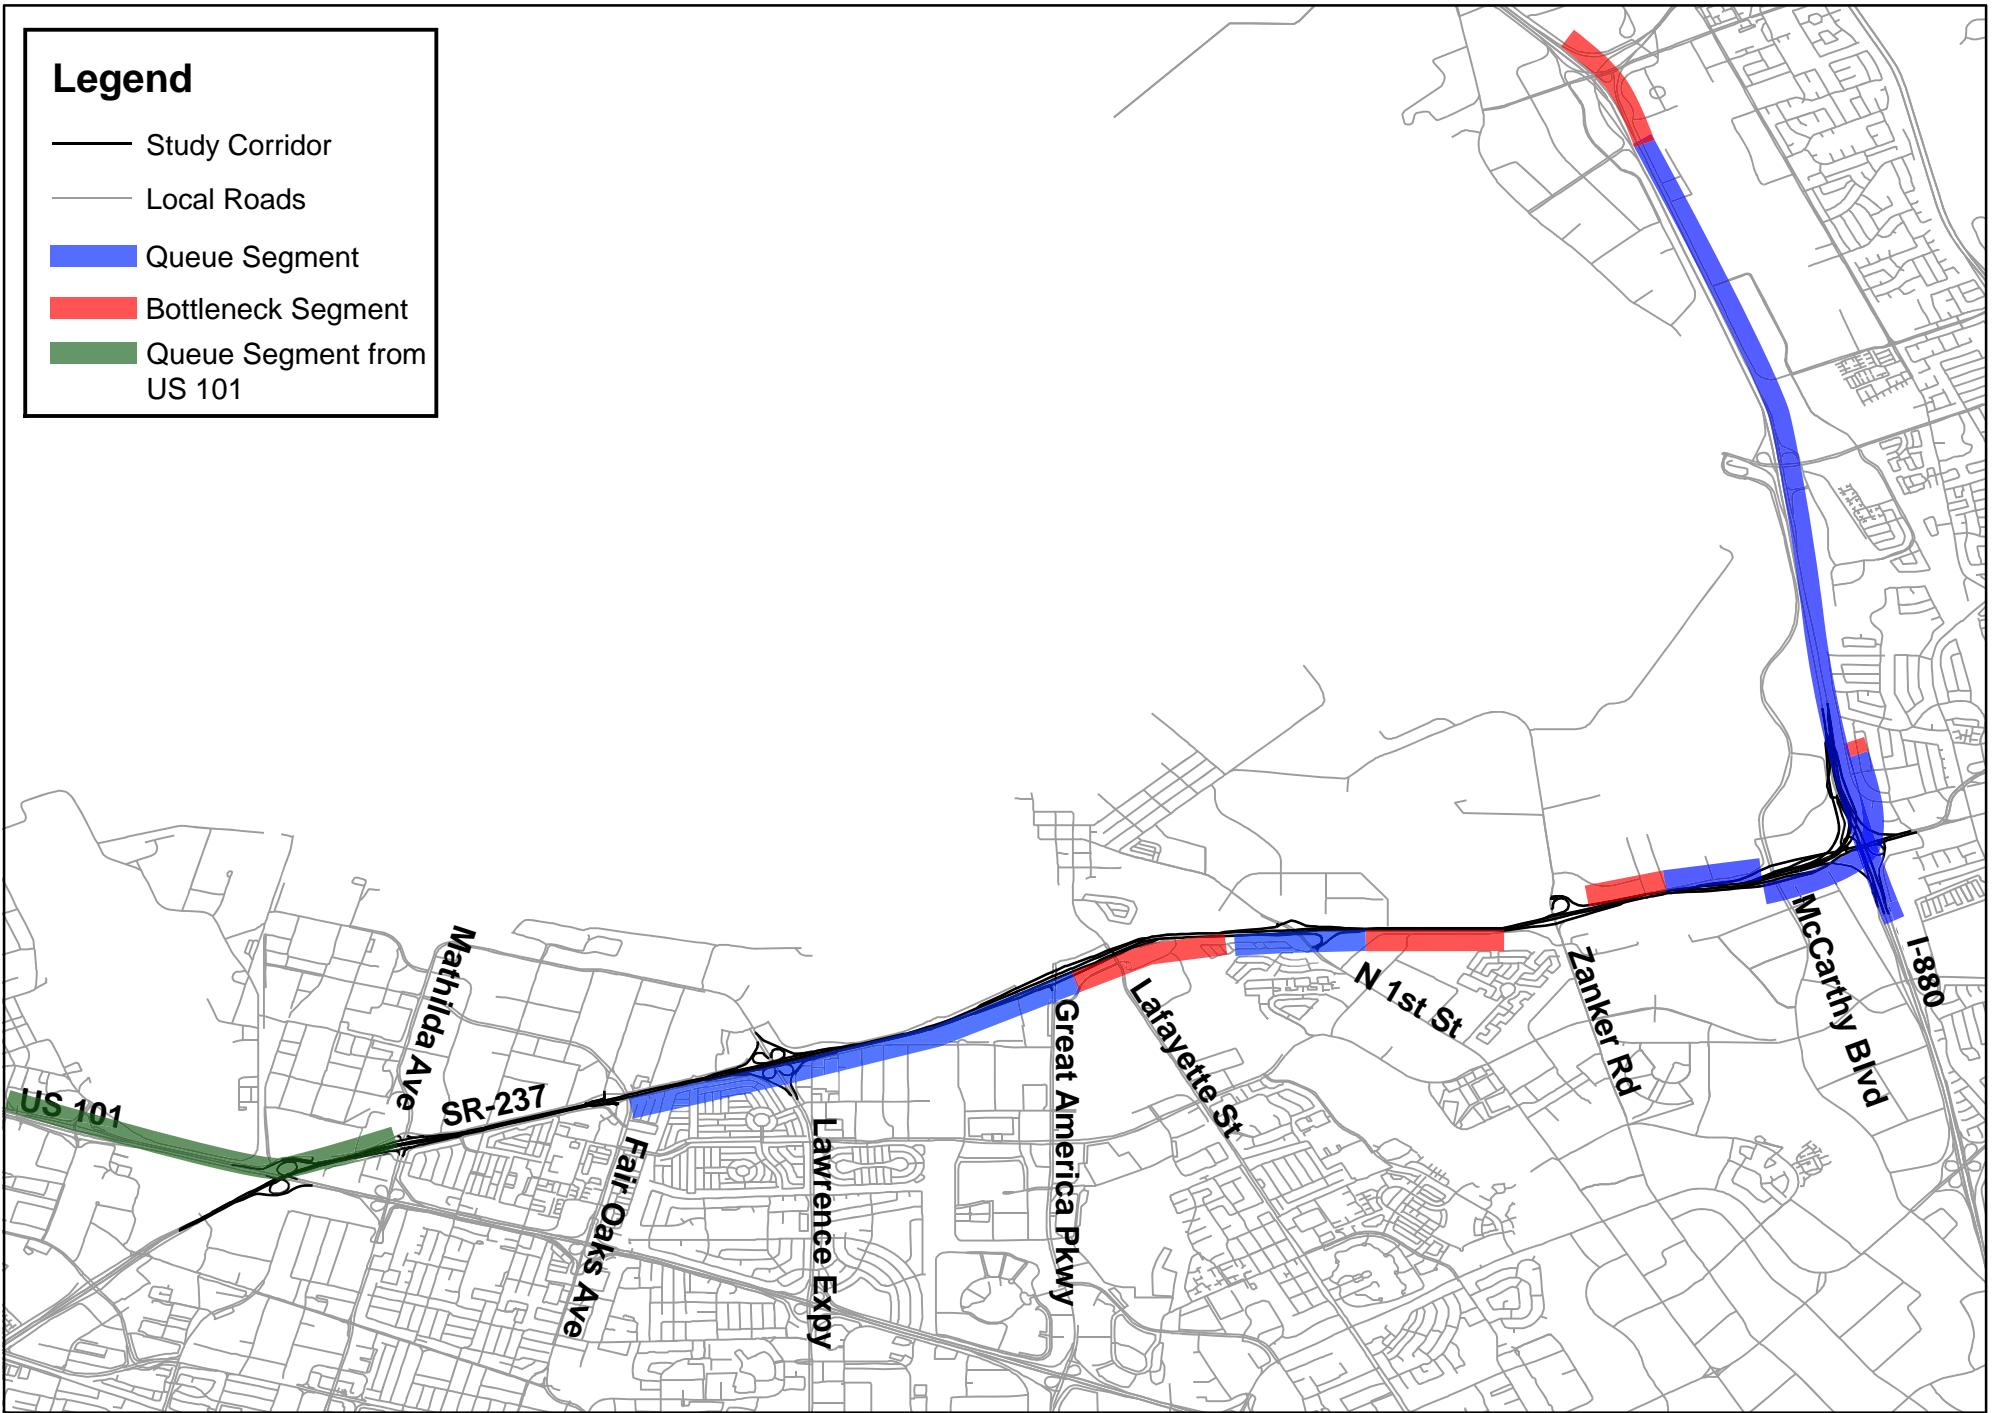 Legend
Study Corridor
Local Roads
Queue Segment
Bottleneck Segment
Queue Segment from
US 101
US 101
Mathilda Ave
SR-237
Fair Oaks Ave
Lawrence Expy
Great America Pkwy
Lafayette St
N 1st St
Zanker Rd
McCarthy Blvd
I-880